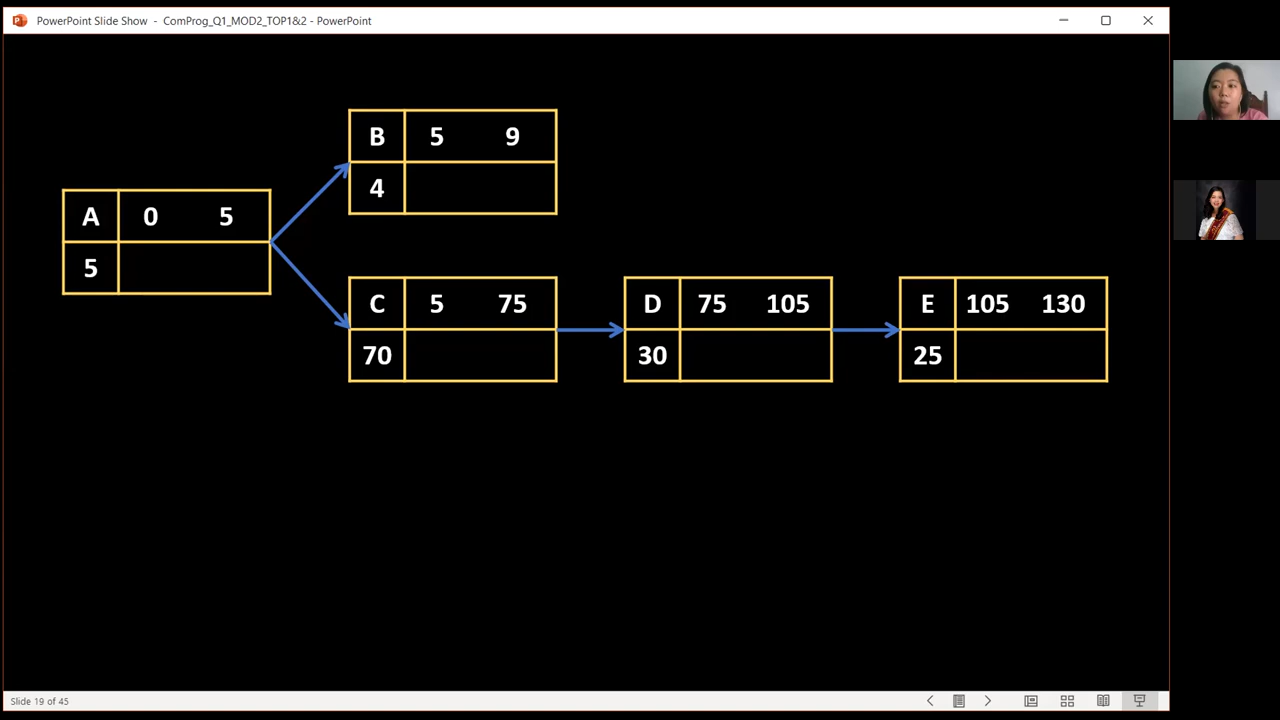 PowerPoint Slide Show - ComProg_Q1_MOD2_TOP1&2 - PowerPoint
B 5 9
4
A 0 5
5
C 5 75
70
D 75 105
30
E 105 130
25
Slide 19 of 45